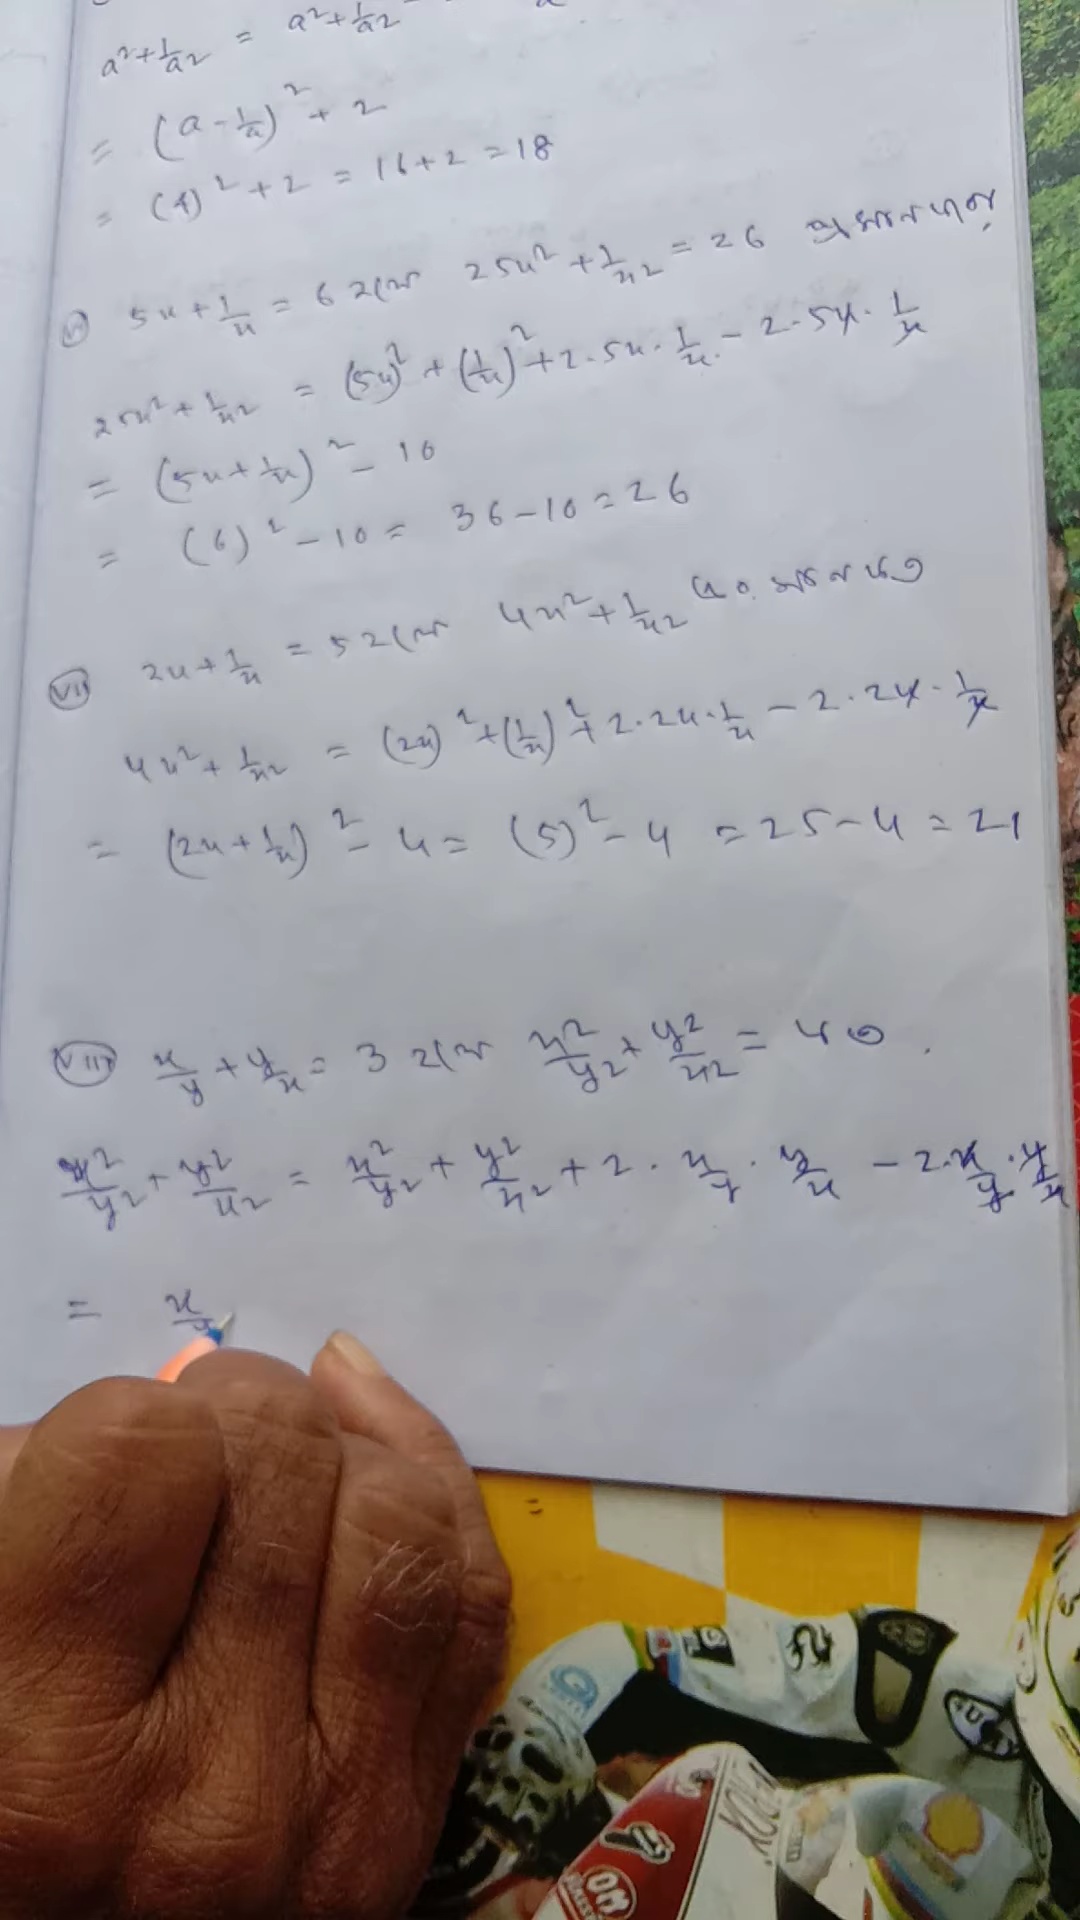 a²+1/a2 = a²+1/a2
= (a-1/a)² + 2
= (4)² + 2 = 16+2 = 18
(vi) 5x+1/x = 6 হলে 25x² + 1/x2 = 26 প্রমাণ কর
25x² + 1/x2 = (5x)² + (1/x)² + 2.5x.1/x - 2.5x.1/x
= (5x+1/x)² - 10
= (6)² - 10 = 36-10 = 26
(vii) 2x+1/x = 5 হলে 4x²+1/x2 এর মান কত
4x²+1/x2 = (2x)²+(1/x)²+2.2x.1/x - 2.2x.1/x
= (2x+1/x)² - 4 = (5)² - 4 = 25-4 = 21
(viii) x/y + y/x = 3 হলে x2/y2 + y2/x2 = কত.
x2/y2 + y2/x2 = x2/y2 + y2/x2 + 2 . x/y . y/x - 2.x/y.y/x
= x/y
OM